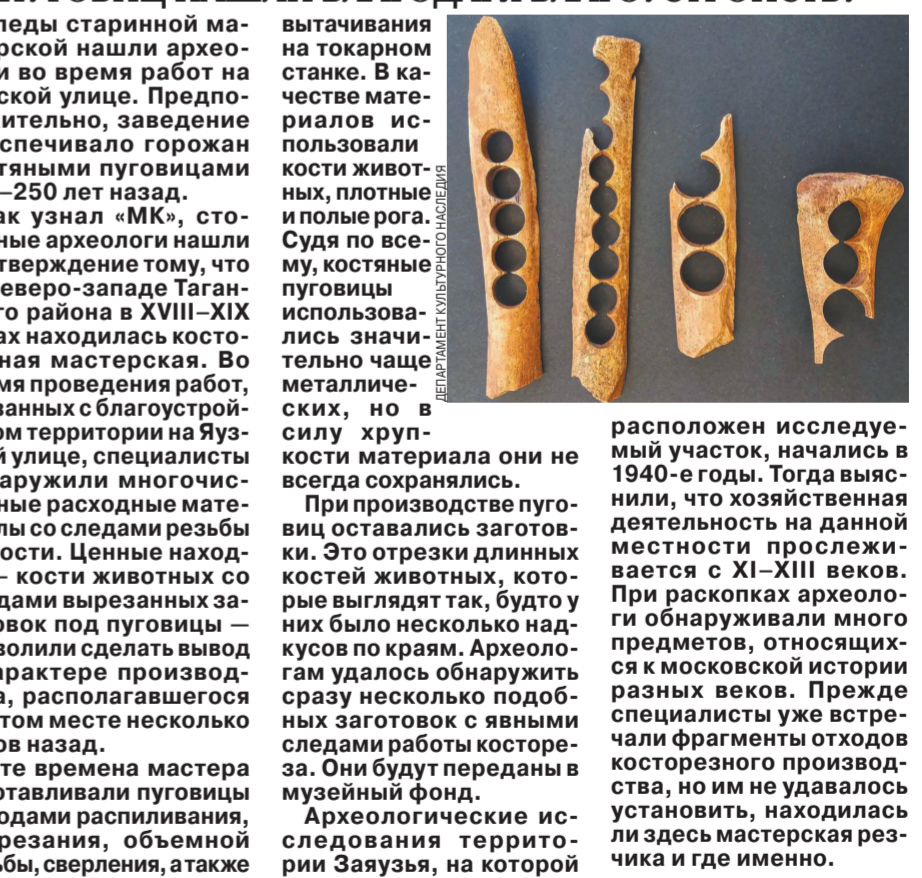 леды старинной ма-
рской нашли архео-
и во время работ на
ской улице. Предпо-
ительно, заведение
спечивало горожан
тяными пуговицами
–250 лет назад.
ак узнал «МК», сто-
ные археологи нашли
тверждение тому, что
еверо-западе Таган-
го района в XVIII–XIX
ах находилась косто-
ная мастерская. Во
мя проведения работ,
занных с благоустрой-
ом территории на Яуз-
й улице, специалисты
аружили многочис-
ные расходные мате-
лы со следами резьбы
ости. Ценные наход-
– кости животных со
дами вырезанных за-
овок под пуговицы —
волили сделать вывод
арактере производ-
а, располагавшегося
том месте несколько
ов назад.
те времена мастера
отавливали пуговицы
одами распиливания,
резания, объемной
ьбы, сверления, а также
вытачивания
на токарном
станке. В ка-
честве мате-
риалов ис-
пользовали
кости живот-
ных, плотные
и полые рога.
Судя по все-
му, костяные
пуговицы
использова-
лись значи-
тельно чаще
металличе-
ских, но в
силу хруп-
кости материала они не
всегда сохранялись.
При производстве пуго-
виц оставались заготов-
ки. Это отрезки длинных
костей животных, кото-
рые выглядят так, будто у
них было несколько над-
кусов по краям. Археоло-
гам удалось обнаружить
сразу несколько подоб-
ных заготовок с явными
следами работы косторе-
за. Они будут переданы в
музейный фонд.
Археологические ис-
следования террито-
рии Заяузья, на которой
ДЕПАРТАМЕНТ КУЛЬТУРНОГО НАСЛЕДИЯ
расположен исследуе-
мый участок, начались в
1940-е годы. Тогда выяс-
нили, что хозяйственная
деятельность на данной
местности прослежи-
вается с XI–XIII веков.
При раскопках археоло-
ги обнаруживали много
предметов, относящих-
ся к московской истории
разных веков. Прежде
специалисты уже встре-
чали фрагменты отходов
косторезного производ-
ства, но им не удавалось
установить, находилась
ли здесь мастерская рез-
чика и где именно.